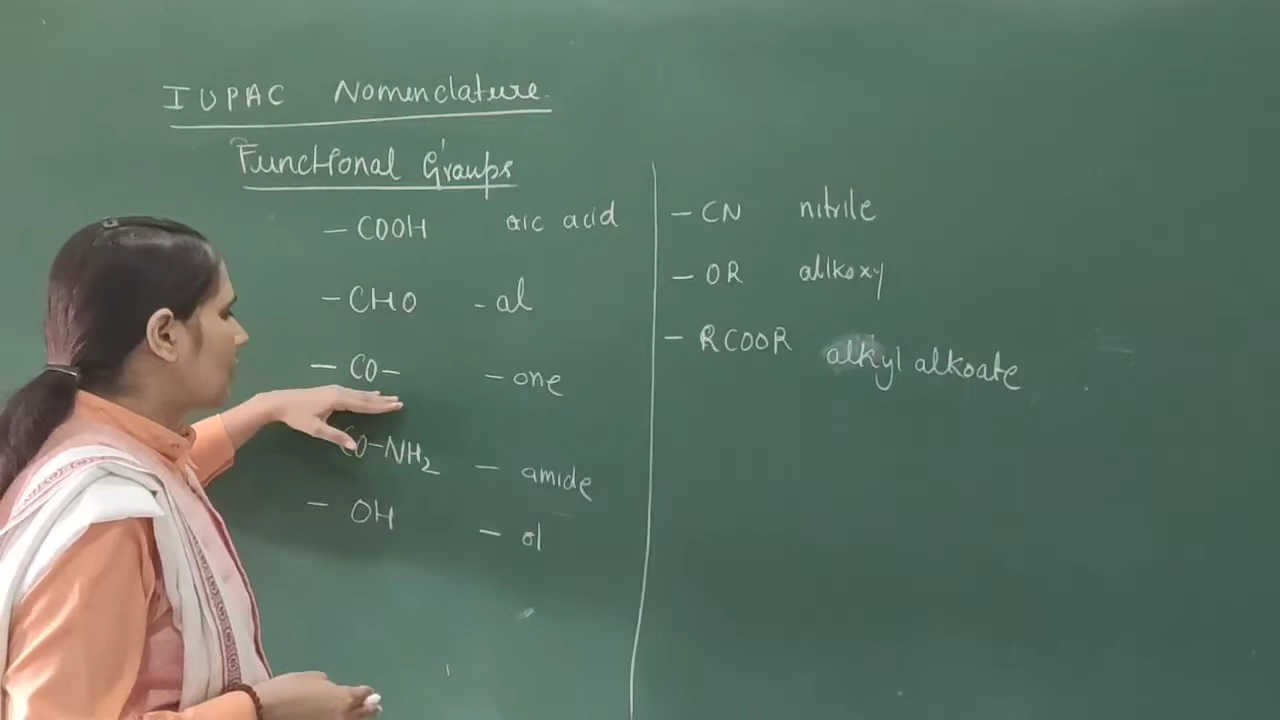 IUPAC Nomenclature
Functional Groups
- COOH oic acid
- CHO - al
- CO- - one
CO-NH2 - amide
- OH - ol
- CN nitrile
- OR alkoxy
- RCOOR alkyl alkoate